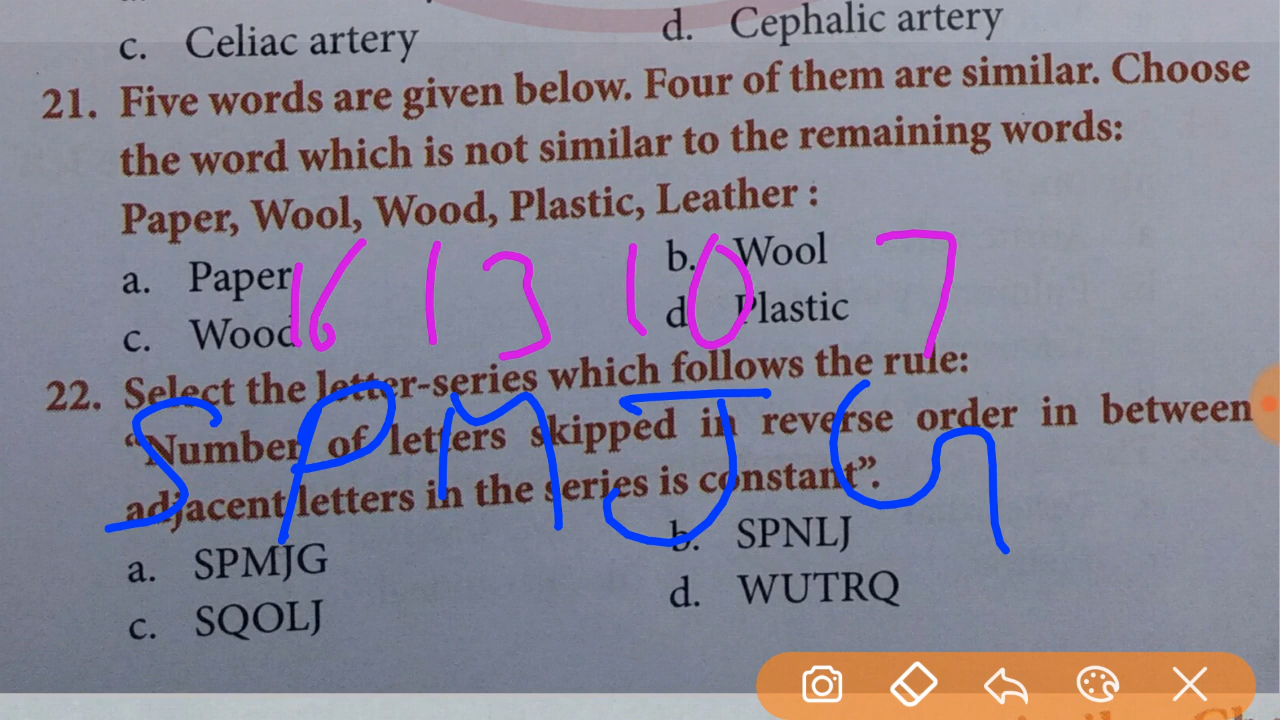 c. Celiac artery d. Cephalic artery
21. Five words are given below. Four of them are similar. Choose
the word which is not similar to the remaining words:
Paper, Wool, Wood, Plastic, Leather :
a. Paper b. Wool
c. Wood d. Plastic
16 13 10 7
22. Select the letter-series which follows the rule:
S P M J G
"Number of letters skipped in reverse order in between
adjacent letters in the series is constant".
a. SPMJG b. SPNLJ
c. SQOLJ d. WUTRQ